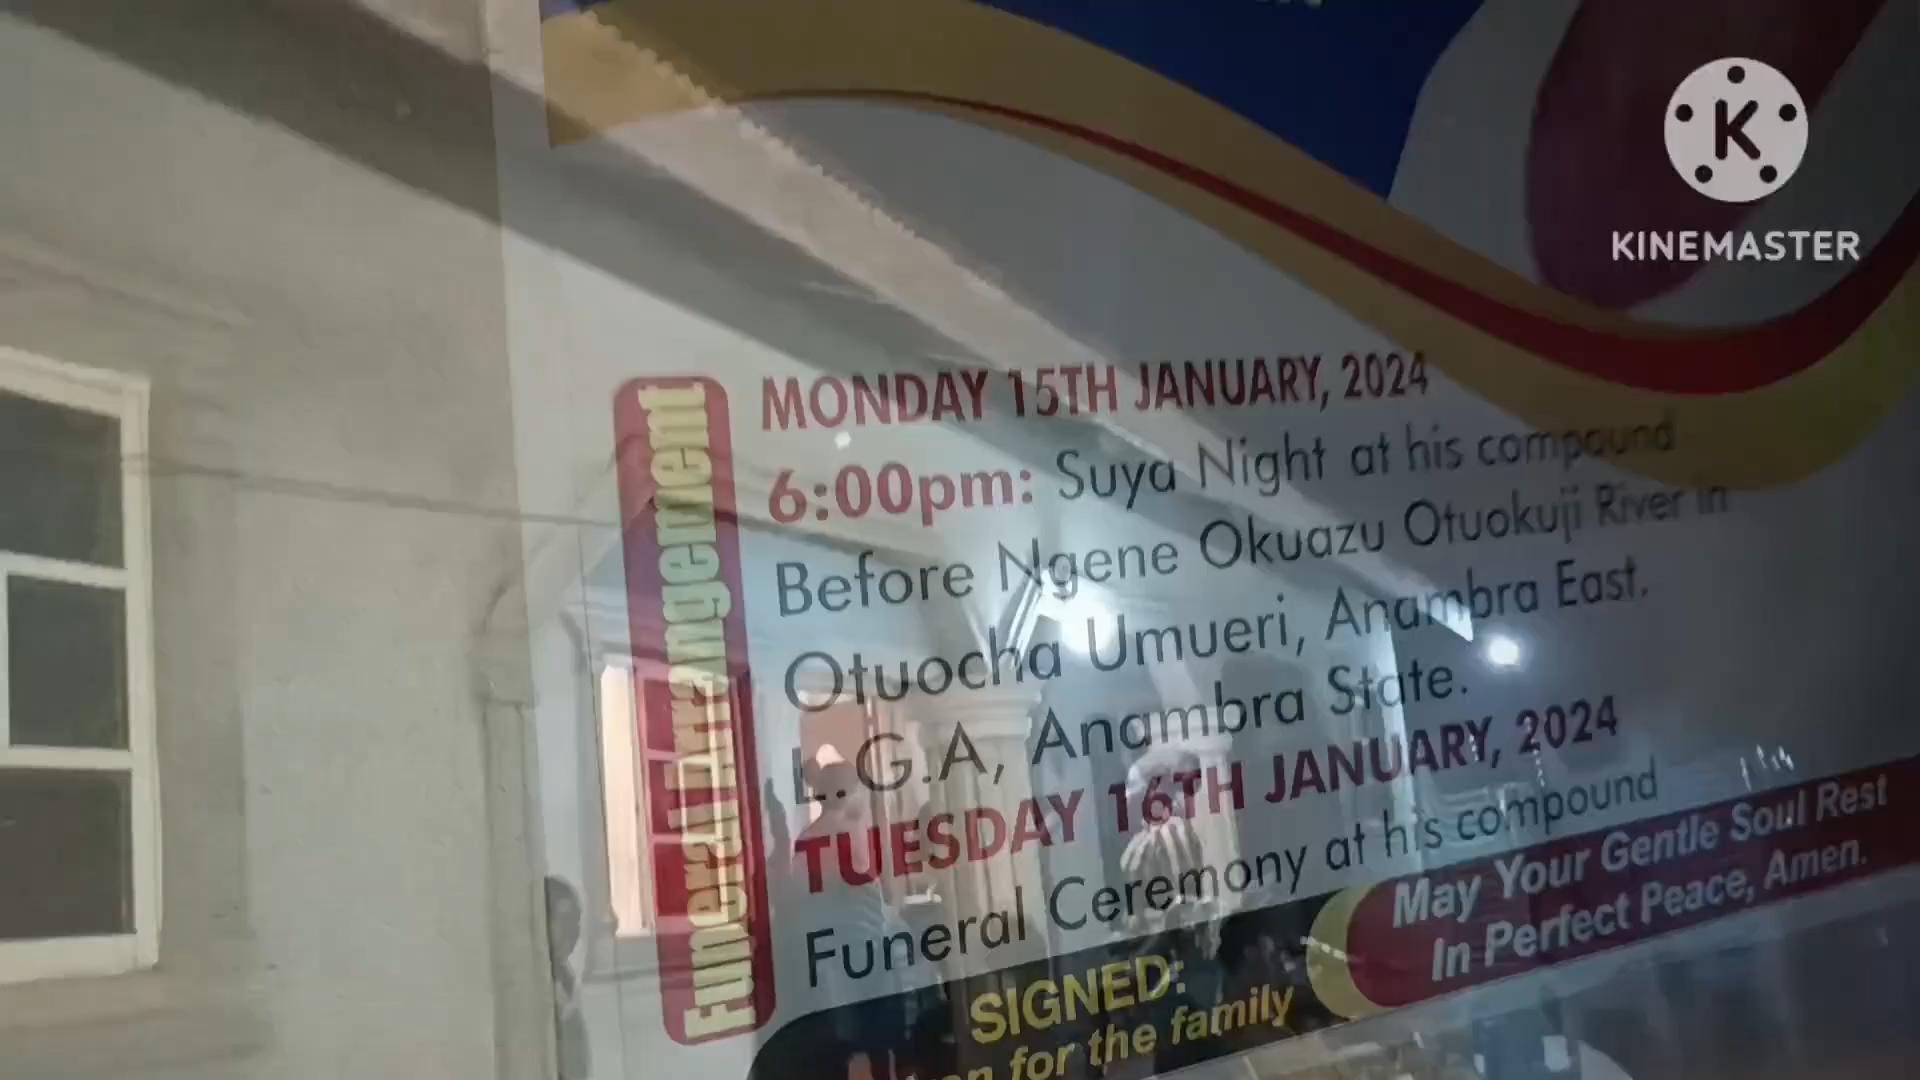 KINEMASTER
Funeral Arrangement
MONDAY 15TH JANUARY, 2024
6:00pm: Suya Night at his compound
Before Ngene Okuazu Otuokuji River in
Otuocha Umueri, Anambra East.
L.G.A, Anambra State.
TUESDAY 16TH JANUARY, 2024
Funeral Ceremony at his compound
May Your Gentle Soul Rest
In Perfect Peace, Amen.
SIGNED:
for the family